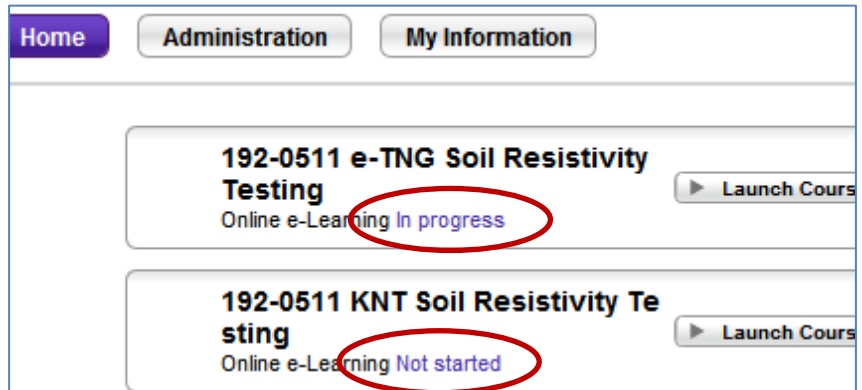 Home Administration My Information
192-0511 e-TNG Soil Resistivity
Testing
Launch Cours
Online e-Learning In progress
192-0511 KNT Soil Resistivity Te
sting
Launch Cours
Online e-Learning Not started